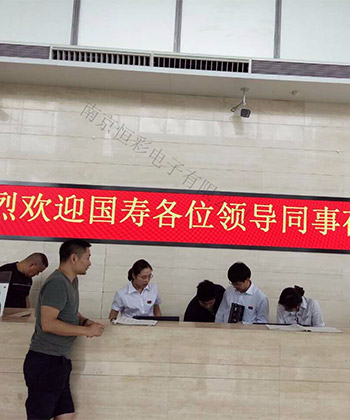 南京恒彩电子有限
烈欢迎国寿各位领导同事在